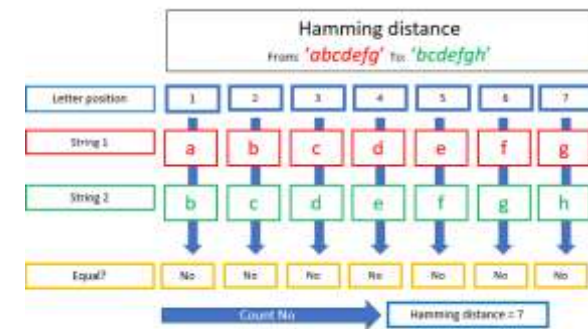 Hamming distance
From: 'abcdefg' To: 'bcdefgh'
Letter position 1 2 3 4 5 6 7
String 1 a b c d e f g
String 2 b c d e f g h
Equal? No No No No No No No
Count No Hamming distance = 7